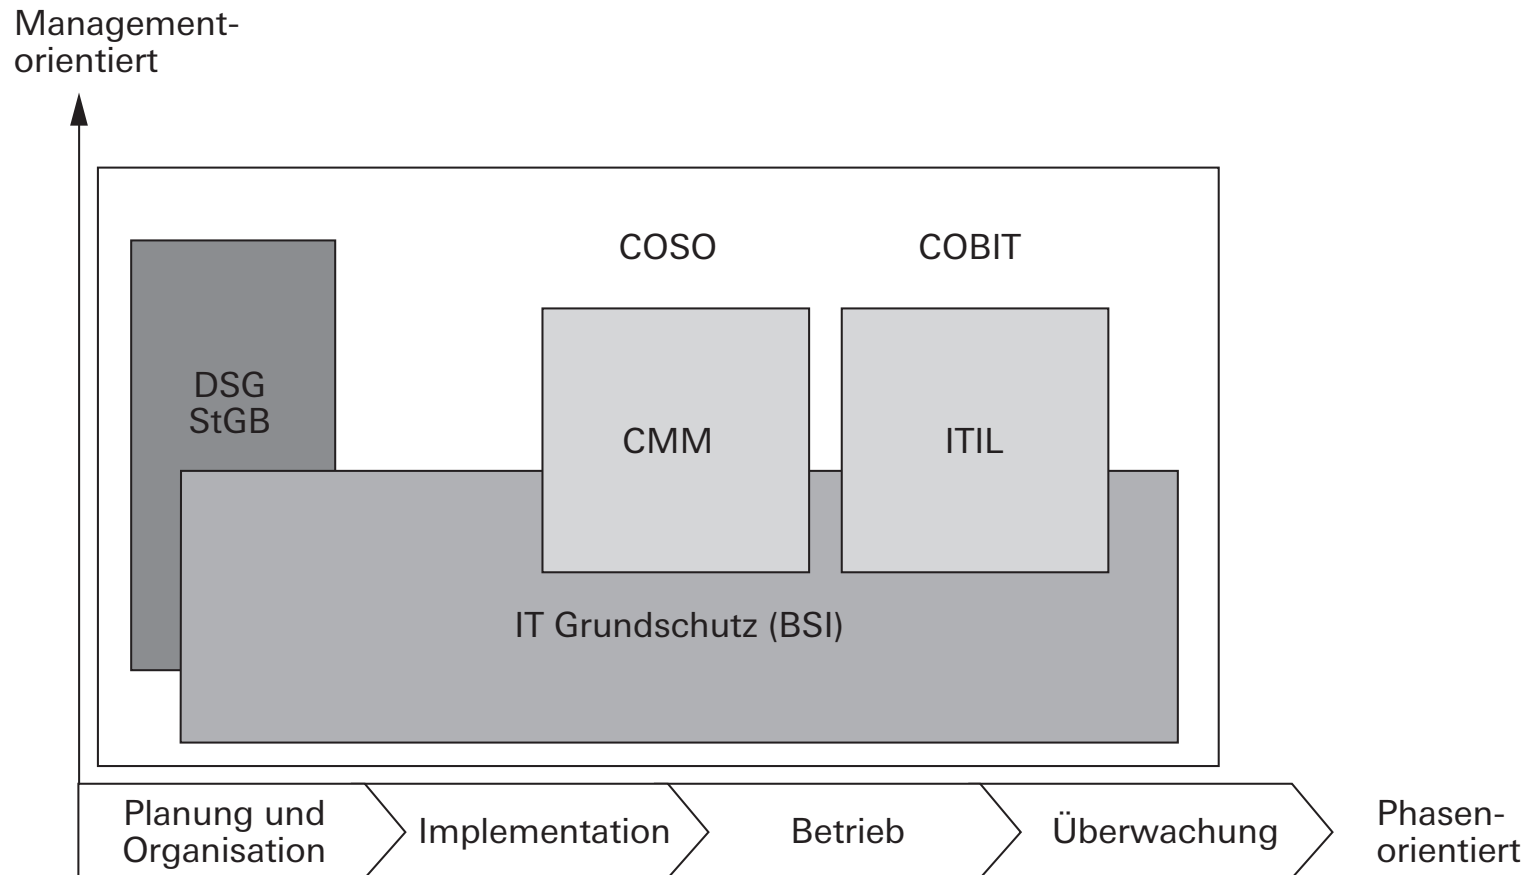 Management-
orientiert
COSO
COBIT
DSG
StGB
CMM
ITIL
IT Grundschutz (BSI)
Planung und
Organisation
Implementation
Betrieb
Überwachung
Phasen-
orientiert